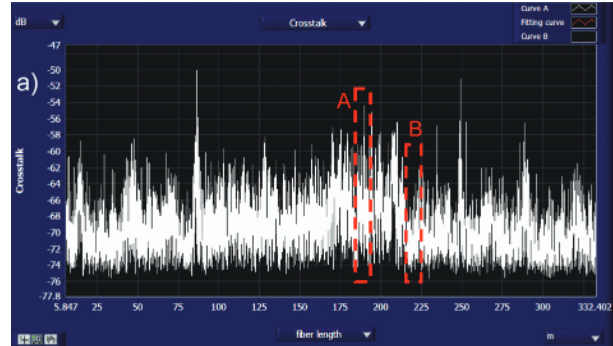 Curve A
Fitting curve
Curve B
dB
Crosstalk
a)
A
B
Crosstalk
-47
-50
-52
-54
-56
-58
-60
-62
-64
-66
-68
-70
-72
-74
-76
-77.8
5.847 25 50 75 100 125 150 175 200 225 250 275 300 332.402
fiber length
m